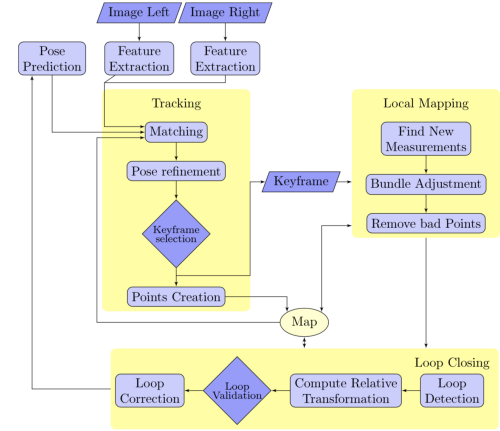 Image Left
Image Right
Pose
Prediction
Feature
Extraction
Feature
Extraction
Tracking
Local Mapping
Matching
Find New
Measurements
Pose refinement
Keyframe
Bundle Adjustment
Keyframe
selection
Remove bad Points
Points Creation
Map
Loop Closing
Loop
Correction
Loop
Validation
Compute Relative
Transformation
Loop
Detection